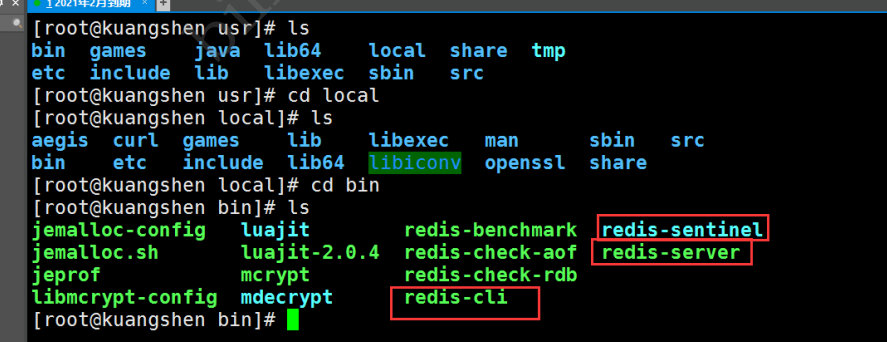 1 2021年2月到期 × +
[root@kuangshen usr]# ls
bin games java lib64 local share tmp
etc include lib libexec sbin src
[root@kuangshen usr]# cd local
[root@kuangshen local]# ls
aegis curl games lib libexec man sbin src
bin etc include lib64 libiconv openssl share
[root@kuangshen local]# cd bin
[root@kuangshen bin]# ls
jemalloc-config luajit redis-benchmark redis-sentinel
jemalloc.sh luajit-2.0.4 redis-check-aof redis-server
jeprof mcrypt redis-check-rdb
libmcrypt-config mdecrypt redis-cli
[root@kuangshen bin]#